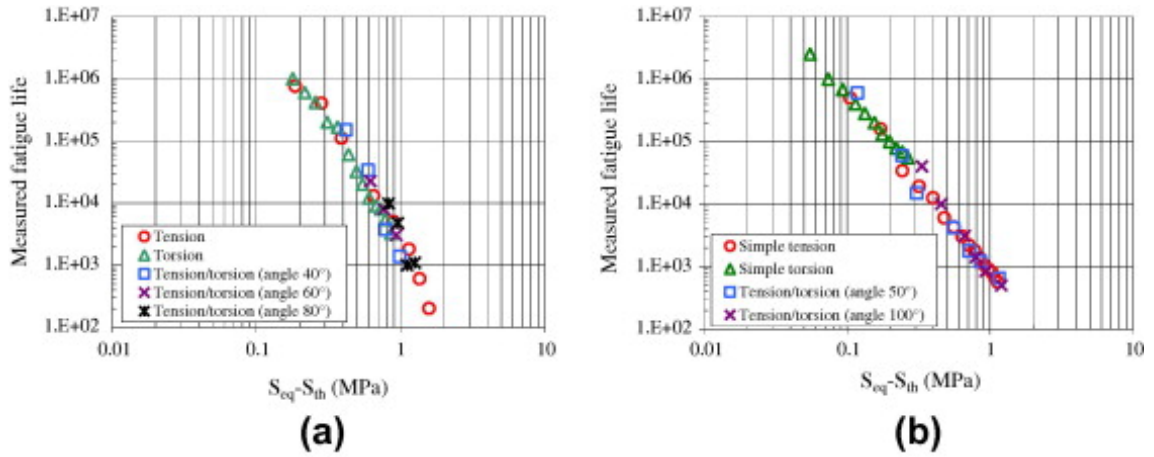 Measured fatigue life
1.E+07
1.E+06
1.E+05
1.E+04
1.E+03
1.E+02
Tension
Torsion
Tension/torsion (angle 40°)
Tension/torsion (angle 60°)
Tension/torsion (angle 80°)
0.01
0.1
1
10
Seq-Sth (MPa)
(a)
Measured fatigue life
1.E+07
1.E+06
1.E+05
1.E+04
1.E+03
1.E+02
Simple tension
Simple torsion
Tension/torsion (angle 50°)
Tension/torsion (angle 100°)
0.01
0.1
1
10
Seq-Sth (MPa)
(b)